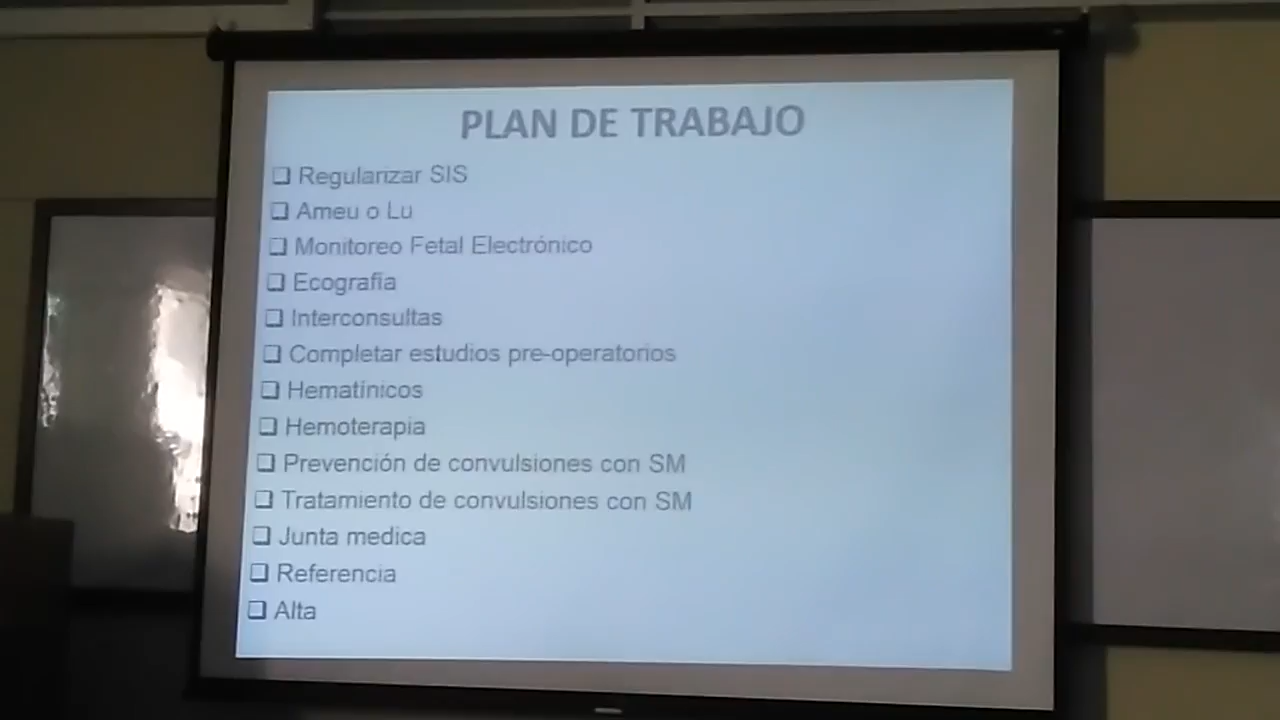 PLAN DE TRABAJO
❑ Regularizar SIS
❑ Ameu o Lu
❑ Monitoreo Fetal Electrónico
❑ Ecografía
❑ Interconsultas
❑ Completar estudios pre-operatorios
❑ Hematínicos
❑ Hemoterapia
❑ Prevención de convulsiones con SM
❑ Tratamiento de convulsiones con SM
❑ Junta medica
❑ Referencia
❑ Alta